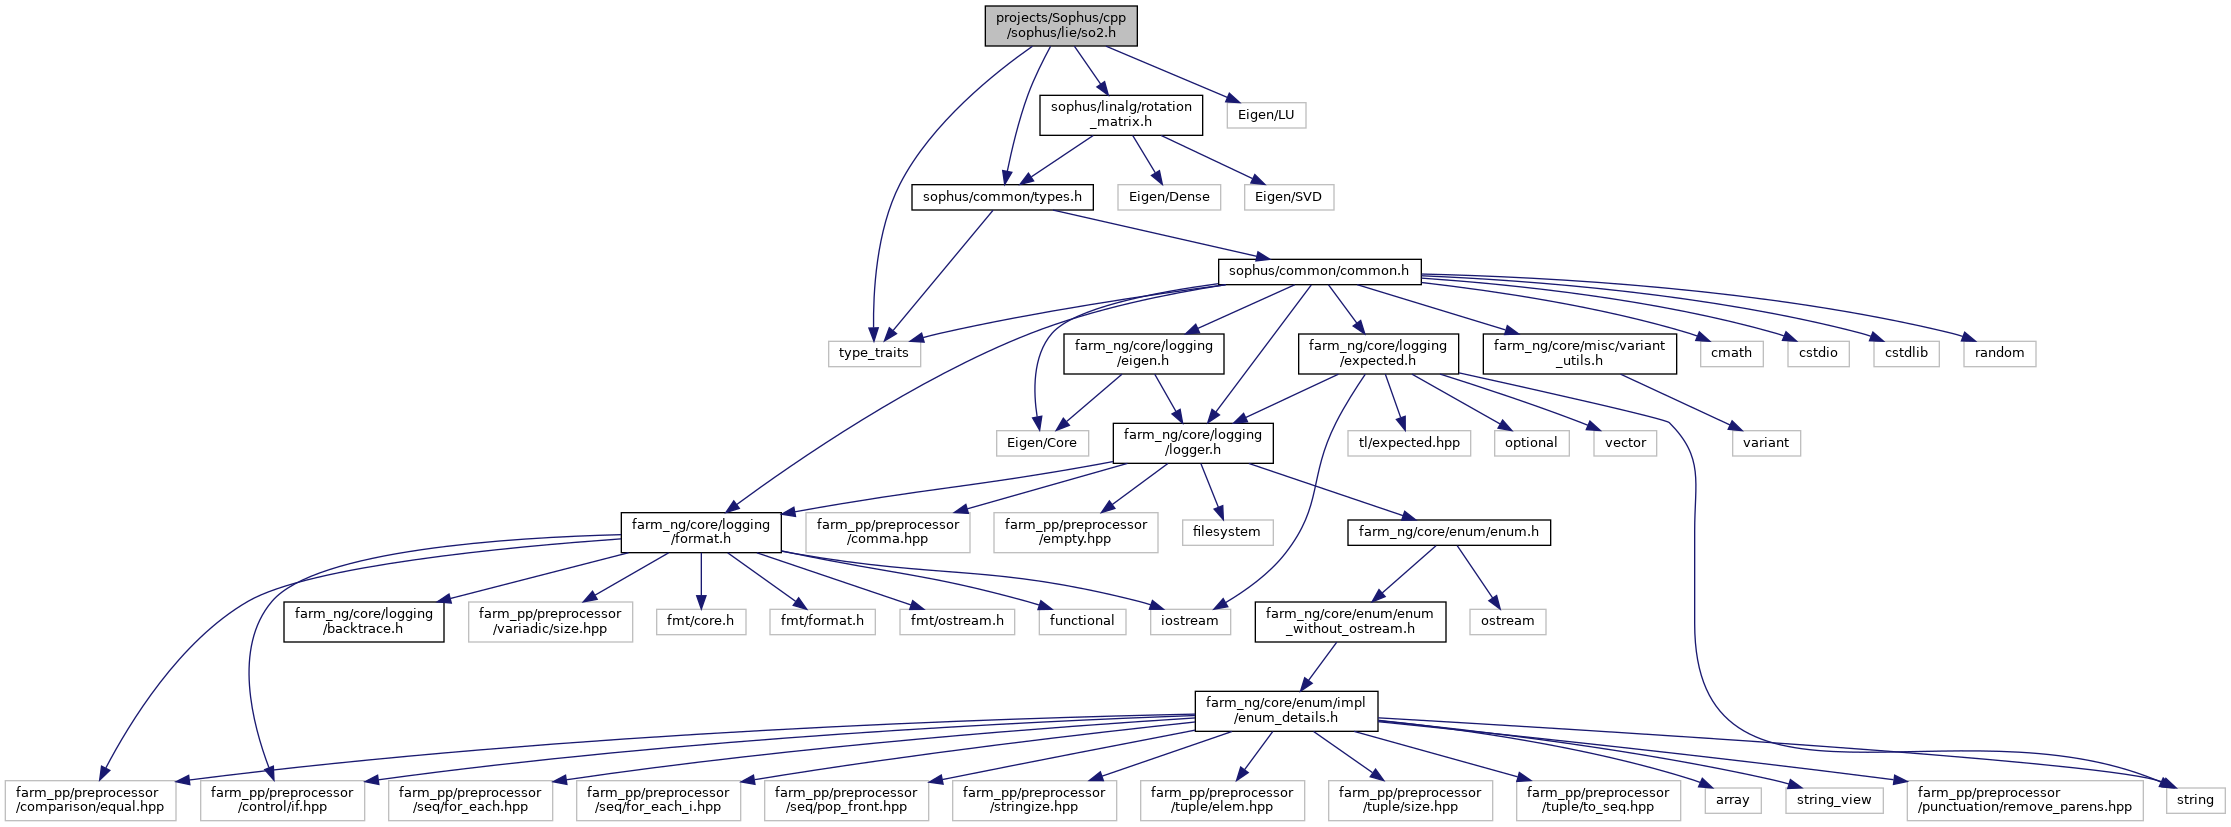 projects/Sophus/cpp
/sophus/lie/so2.h
sophus/linalg/rotation
_matrix.h
Eigen/LU
sophus/common/types.h
Eigen/Dense
Eigen/SVD
sophus/common/common.h
type_traits
farm_ng/core/logging
/eigen.h
farm_ng/core/logging
/expected.h
farm_ng/core/misc/variant
_utils.h
cmath
cstdio
cstdlib
random
Eigen/Core
farm_ng/core/logging
/logger.h
tl/expected.hpp
optional
vector
variant
farm_ng/core/logging
/format.h
farm_pp/preprocessor
/comma.hpp
farm_pp/preprocessor
/empty.hpp
filesystem
farm_ng/core/enum/enum.h
farm_ng/core/logging
/backtrace.h
farm_pp/preprocessor
/variadic/size.hpp
fmt/core.h
fmt/format.h
fmt/ostream.h
functional
iostream
farm_ng/core/enum/enum
_without_ostream.h
ostream
farm_ng/core/enum/impl
/enum_details.h
farm_pp/preprocessor
/comparison/equal.hpp
farm_pp/preprocessor
/control/if.hpp
farm_pp/preprocessor
/seq/for_each.hpp
farm_pp/preprocessor
/seq/for_each_i.hpp
farm_pp/preprocessor
/seq/pop_front.hpp
farm_pp/preprocessor
/stringize.hpp
farm_pp/preprocessor
/tuple/elem.hpp
farm_pp/preprocessor
/tuple/size.hpp
farm_pp/preprocessor
/tuple/to_seq.hpp
array
string_view
farm_pp/preprocessor
/punctuation/remove_parens.hpp
string